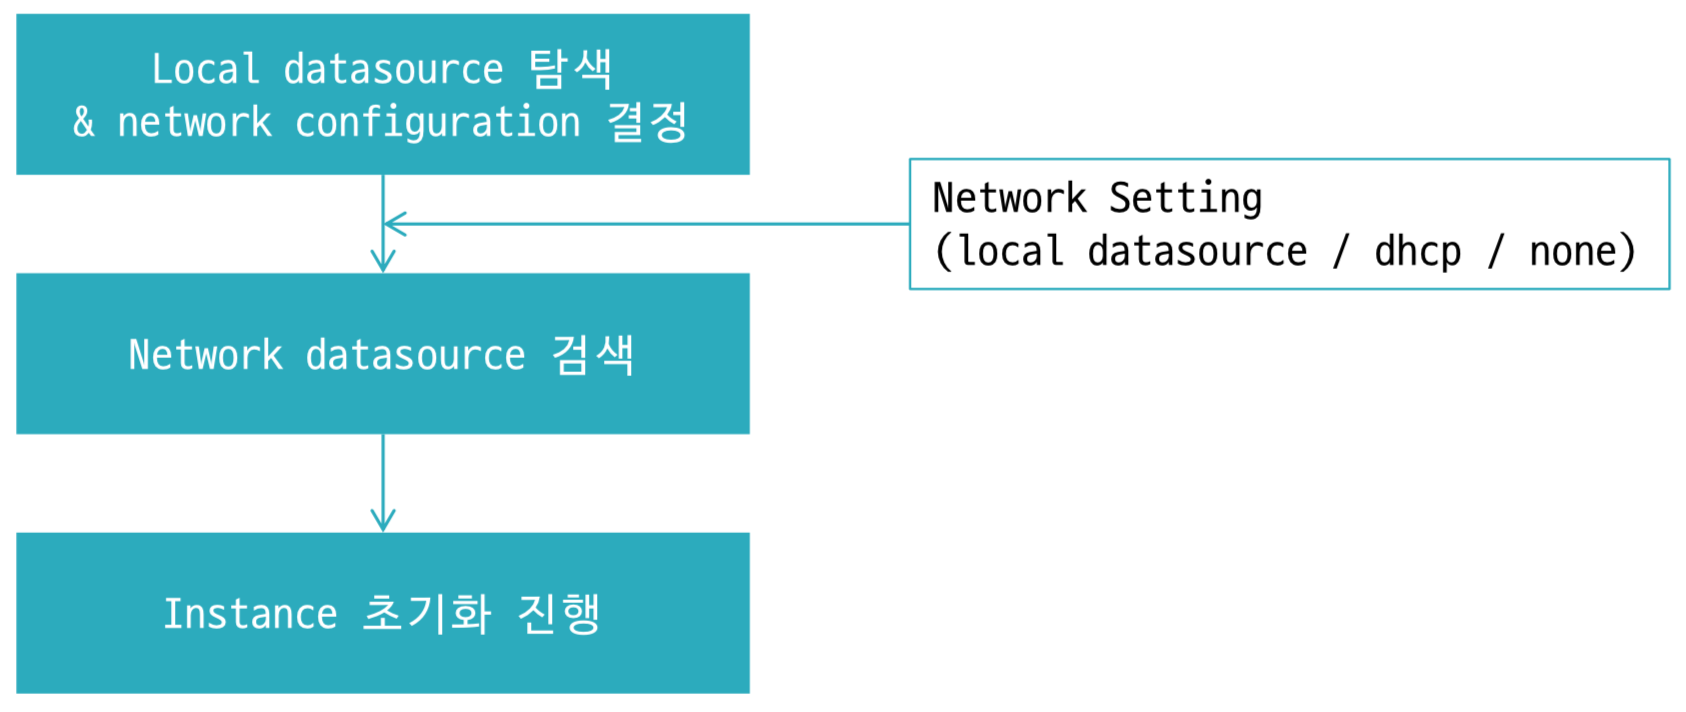 Local datasource 탐색
& network configuration 결정
Network Setting
(local datasource / dhcp / none)
Network datasource 검색
Instance 초기화 진행